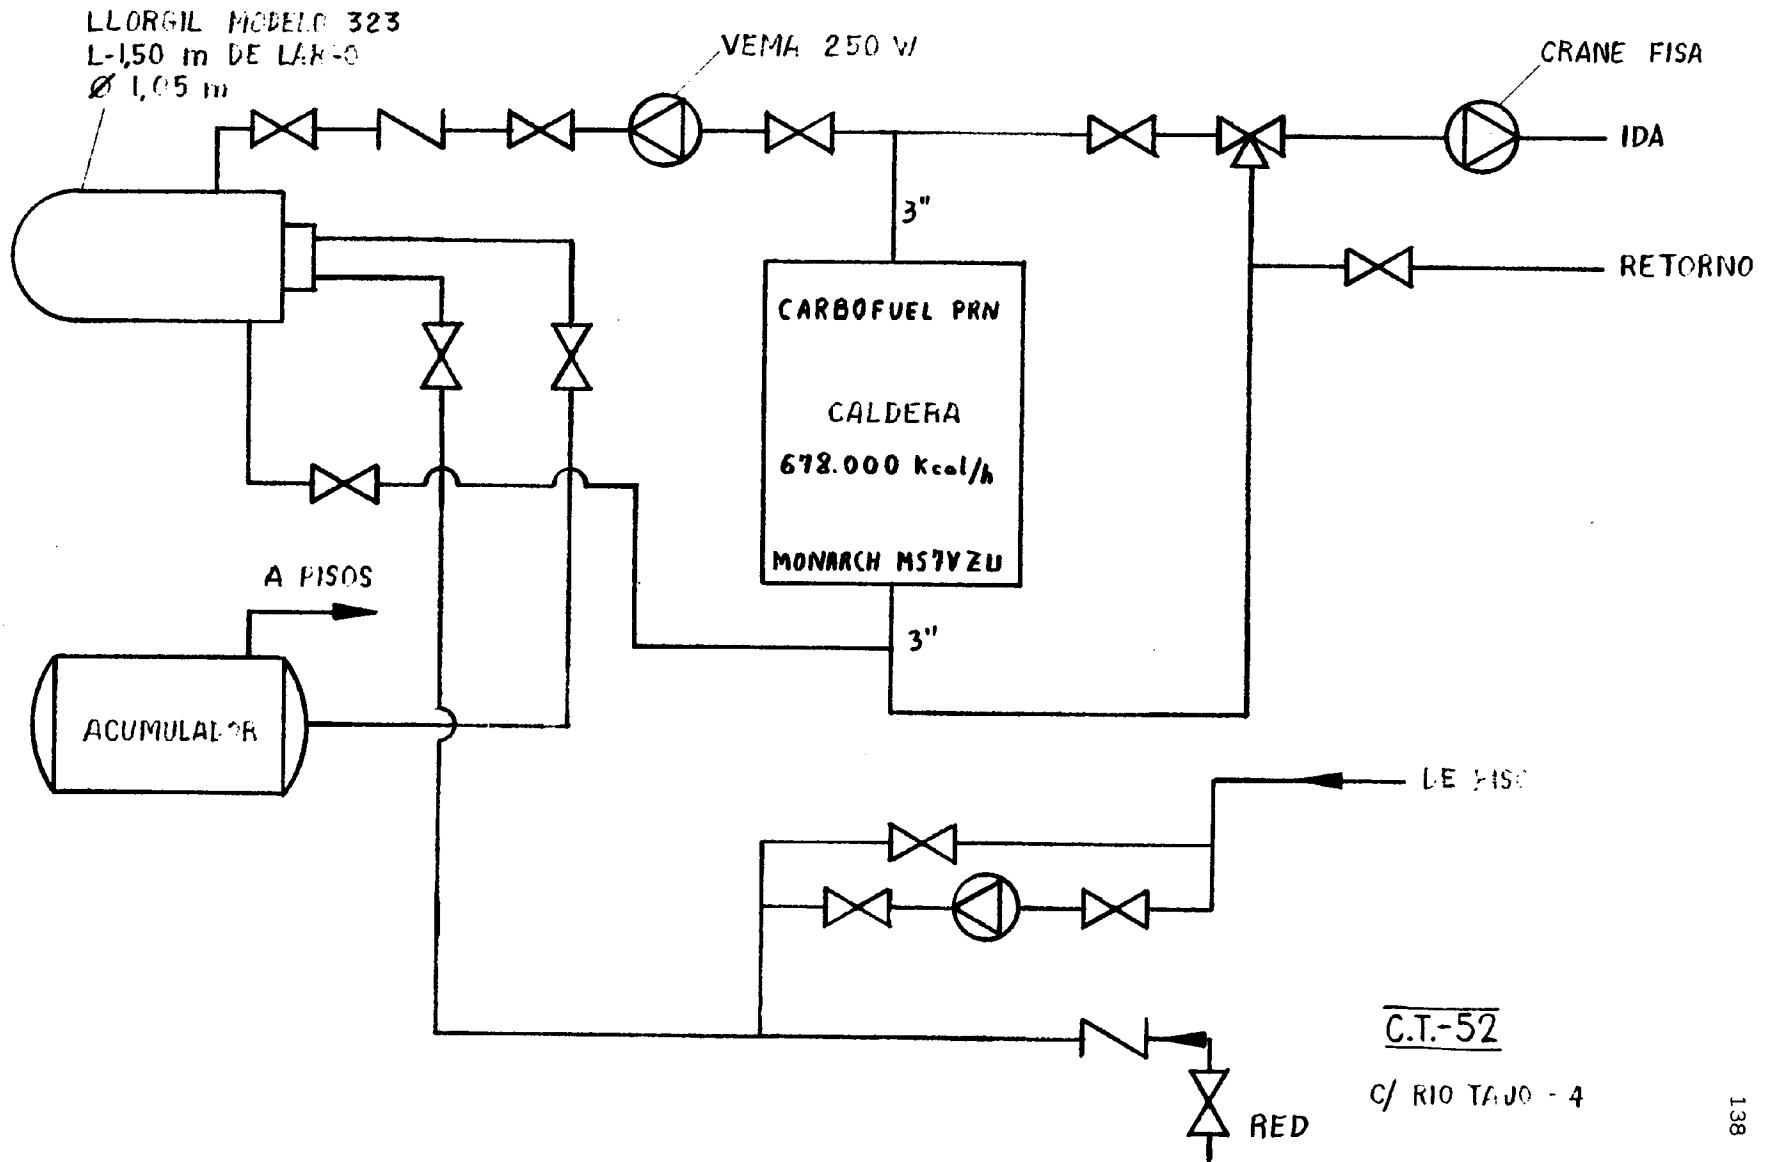 LLORGIL MODELO 323
L-1,50 m DE
Ø 1,05 m
VEMA 250 W
CRANE FISA
IDA
3"
RETORNO
CARBOFUEL PRN
CALDERA
678.000 Kcal/h
MONARCH MS7VZU
3"
A PISOS
ACUMULADOR
DE
C.T.-52
C/ RIO TAJO - 4
RED
138